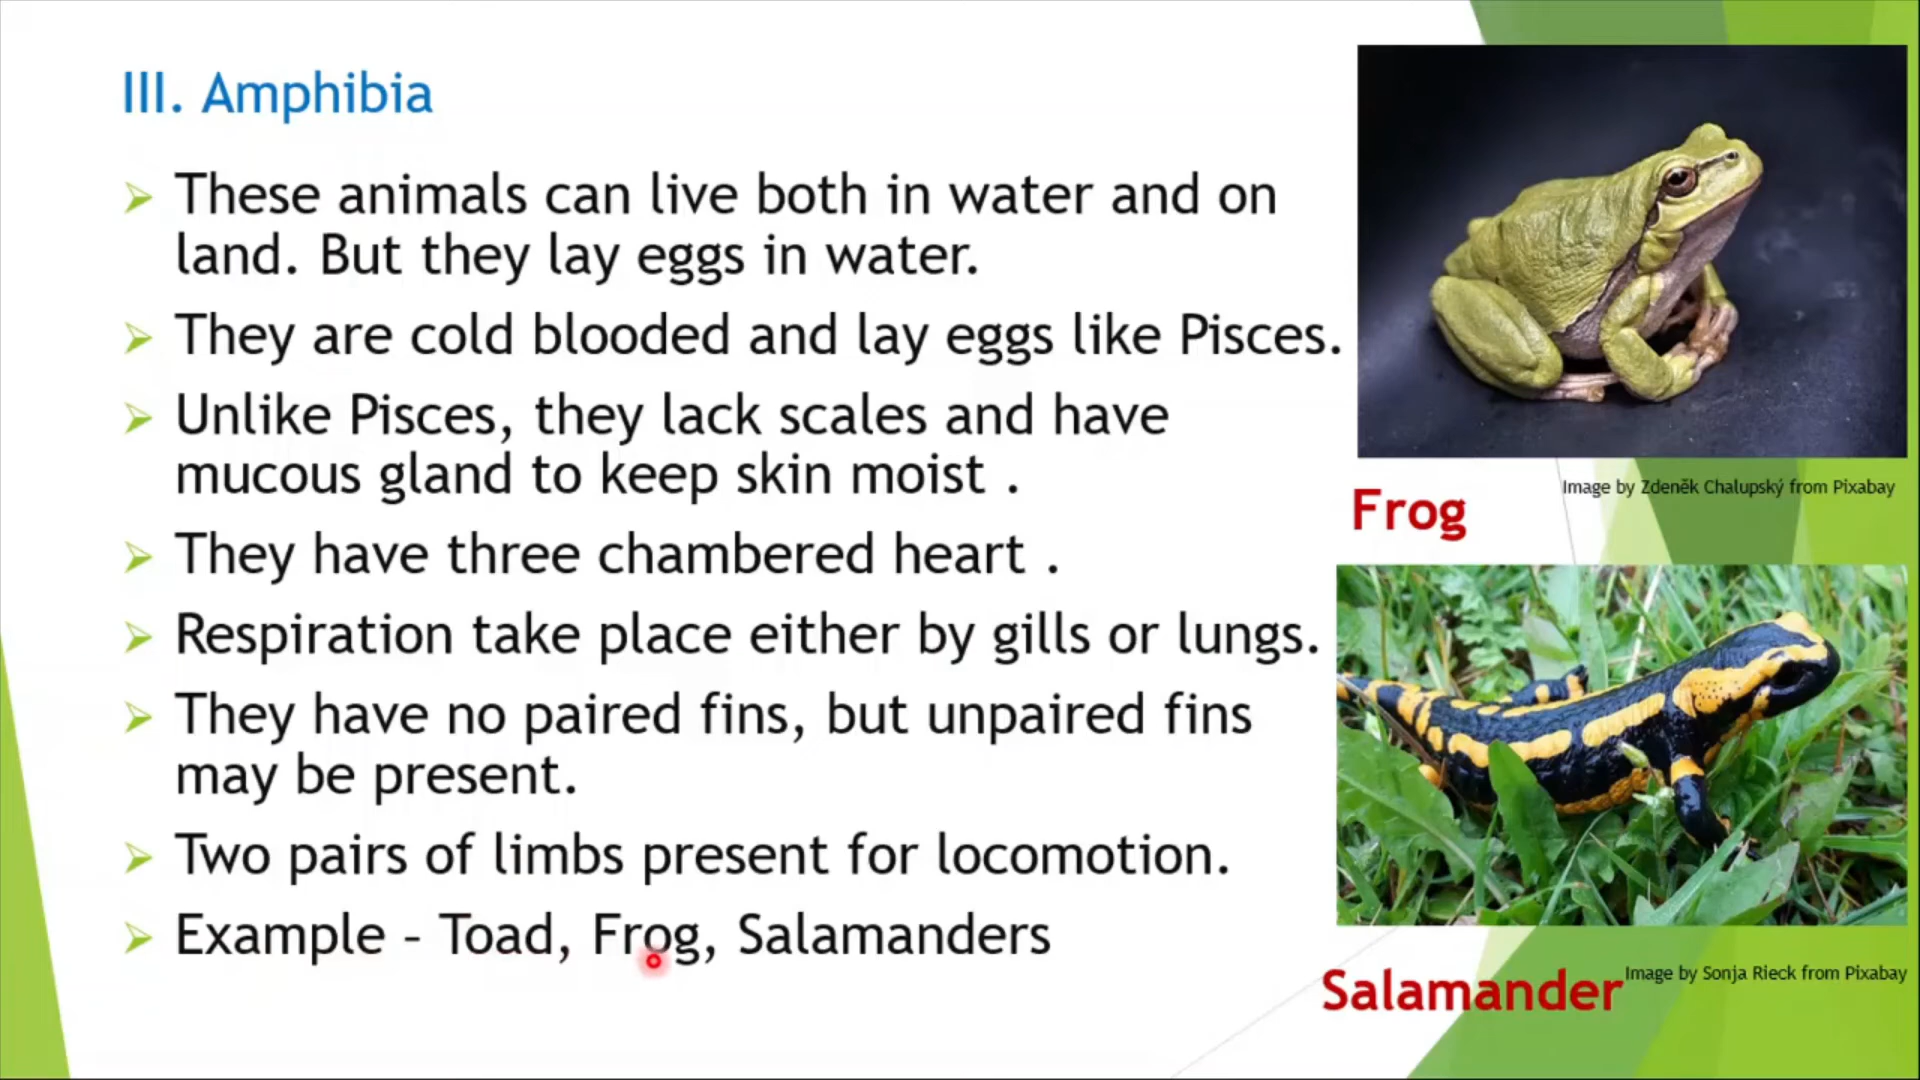 III. Amphibia
These animals can live both in water and on
land. But they lay eggs in water.
They are cold blooded and lay eggs like Pisces.
Unlike Pisces, they lack scales and have
mucous gland to keep skin moist .
They have three chambered heart .
Respiration take place either by gills or lungs.
They have no paired fins, but unpaired fins
may be present.
Two pairs of limbs present for locomotion.
Example – Toad, Frog, Salamanders
Image by Zdeněk Chalupský from Pixabay
Frog
Image by Sonja Rieck from Pixabay
Salamander